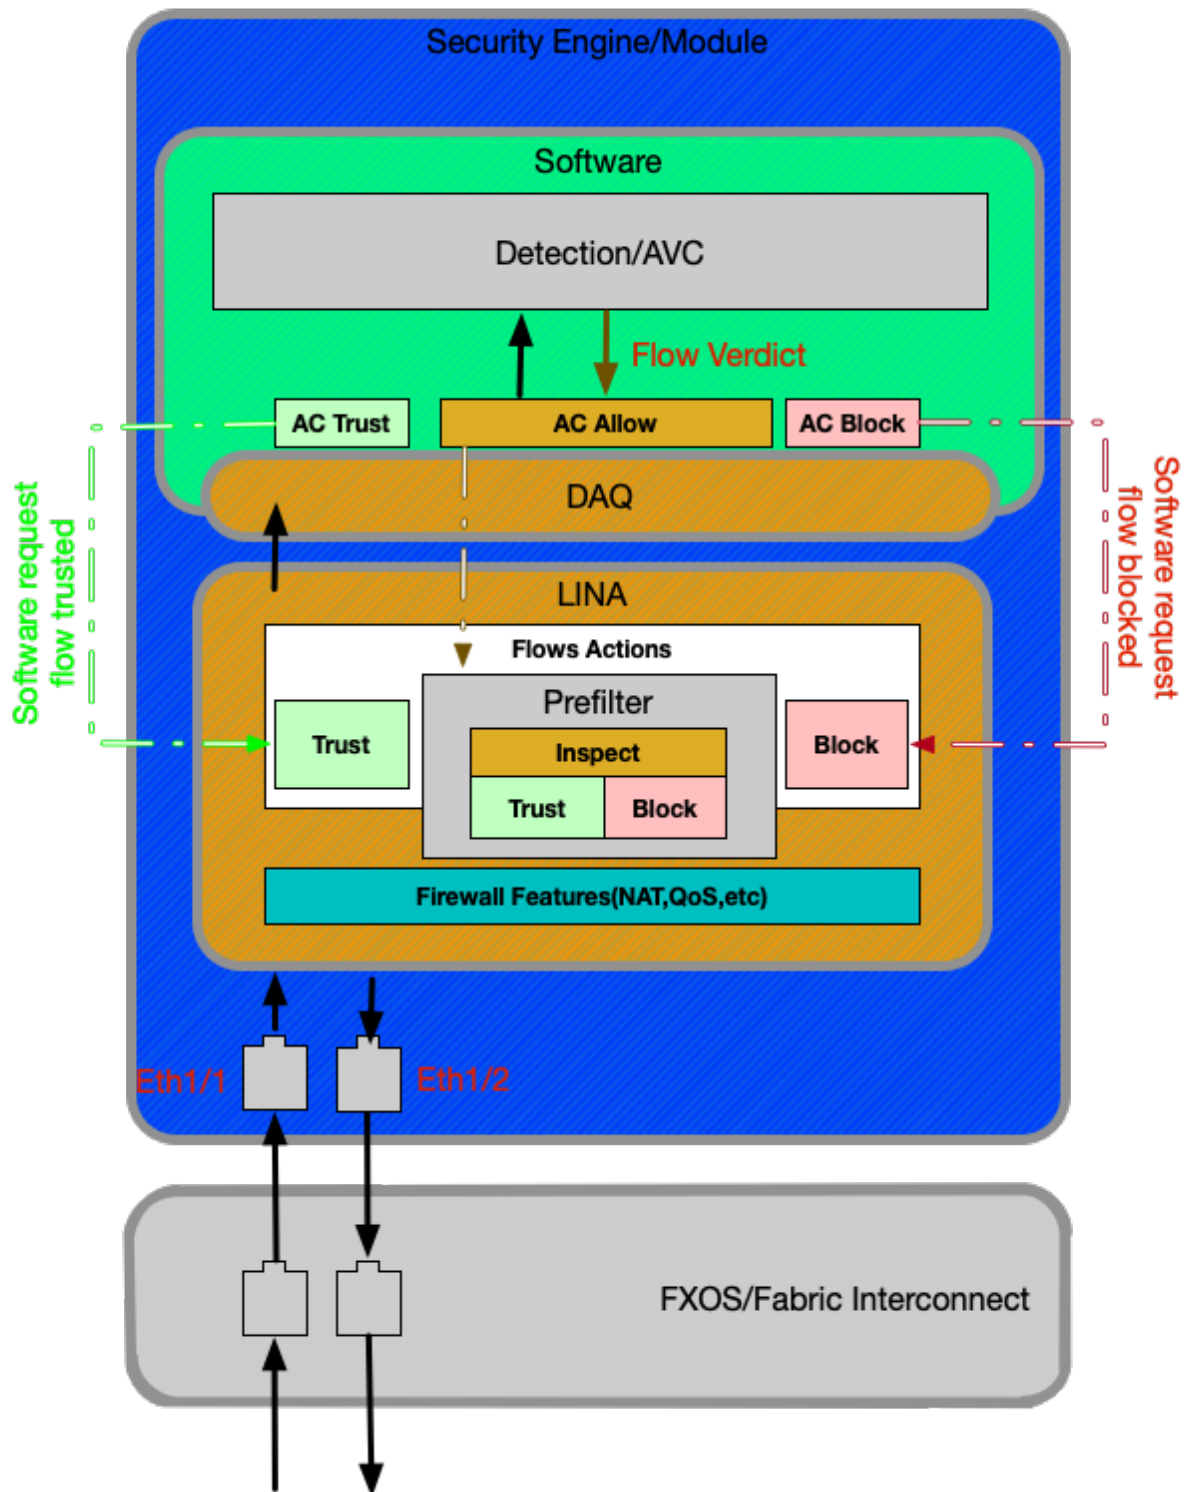 Security Engine/Module
Software
Detection/AVC
Flow Verdict
AC Trust
AC Allow
AC Block
DAQ
Software request
flow trusted
Software request
flow blocked
LINA
Flows Actions
Prefilter
Trust
Inspect
Block
Trust
Block
Firewall Features(NAT,QoS,etc)
Eth1/1
Eth1/2
FXOS/Fabric Interconnect